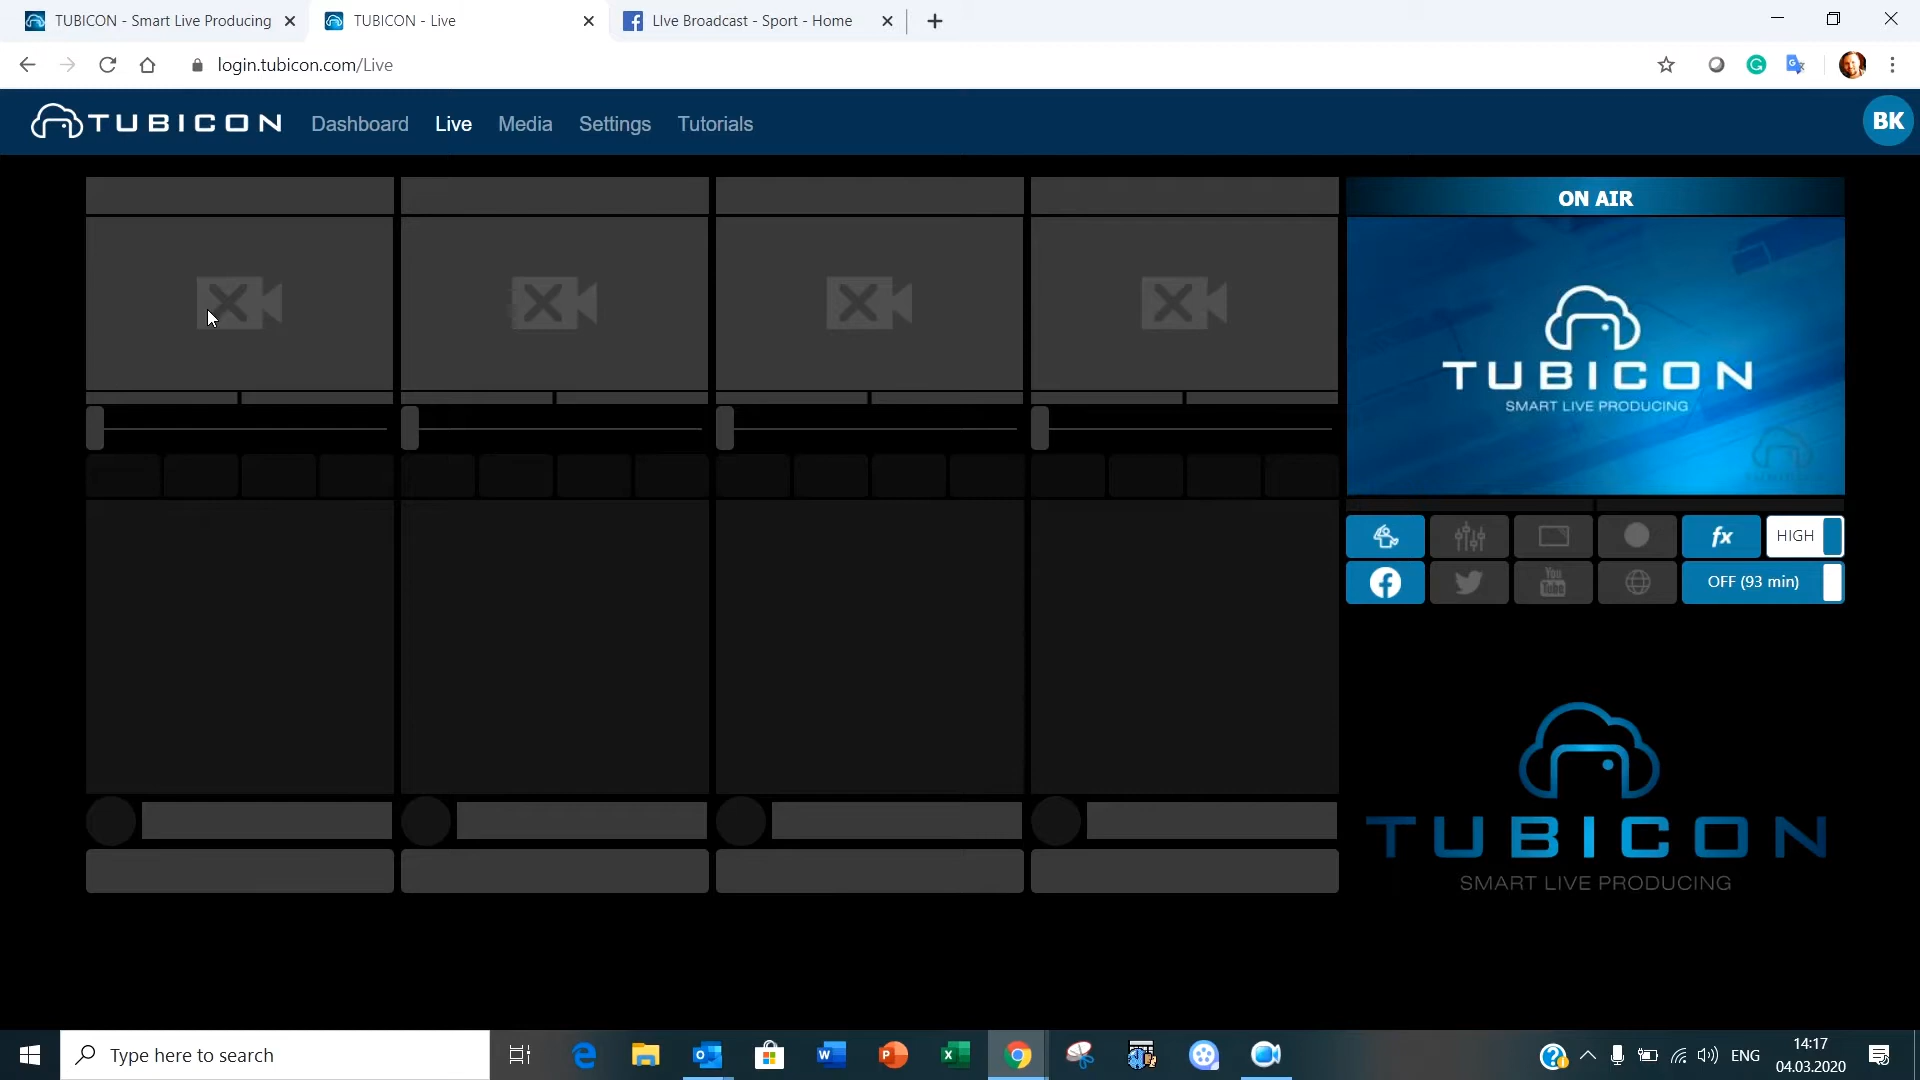 TUBICON - Smart Live Producing
TUBICON - Live
LIve Broadcast - Sport - Home
login.tubicon.com/Live
TUBICON
Dashboard
Live
Media
Settings
Tutorials
BK
ON AIR
TUBICON
SMART LIVE PRODUCING
fx
HIGH
You
Tube
OFF (93 min)
TUBICON
SMART LIVE PRODUCING
Type here to search
ENG
14:17
04.03.2020